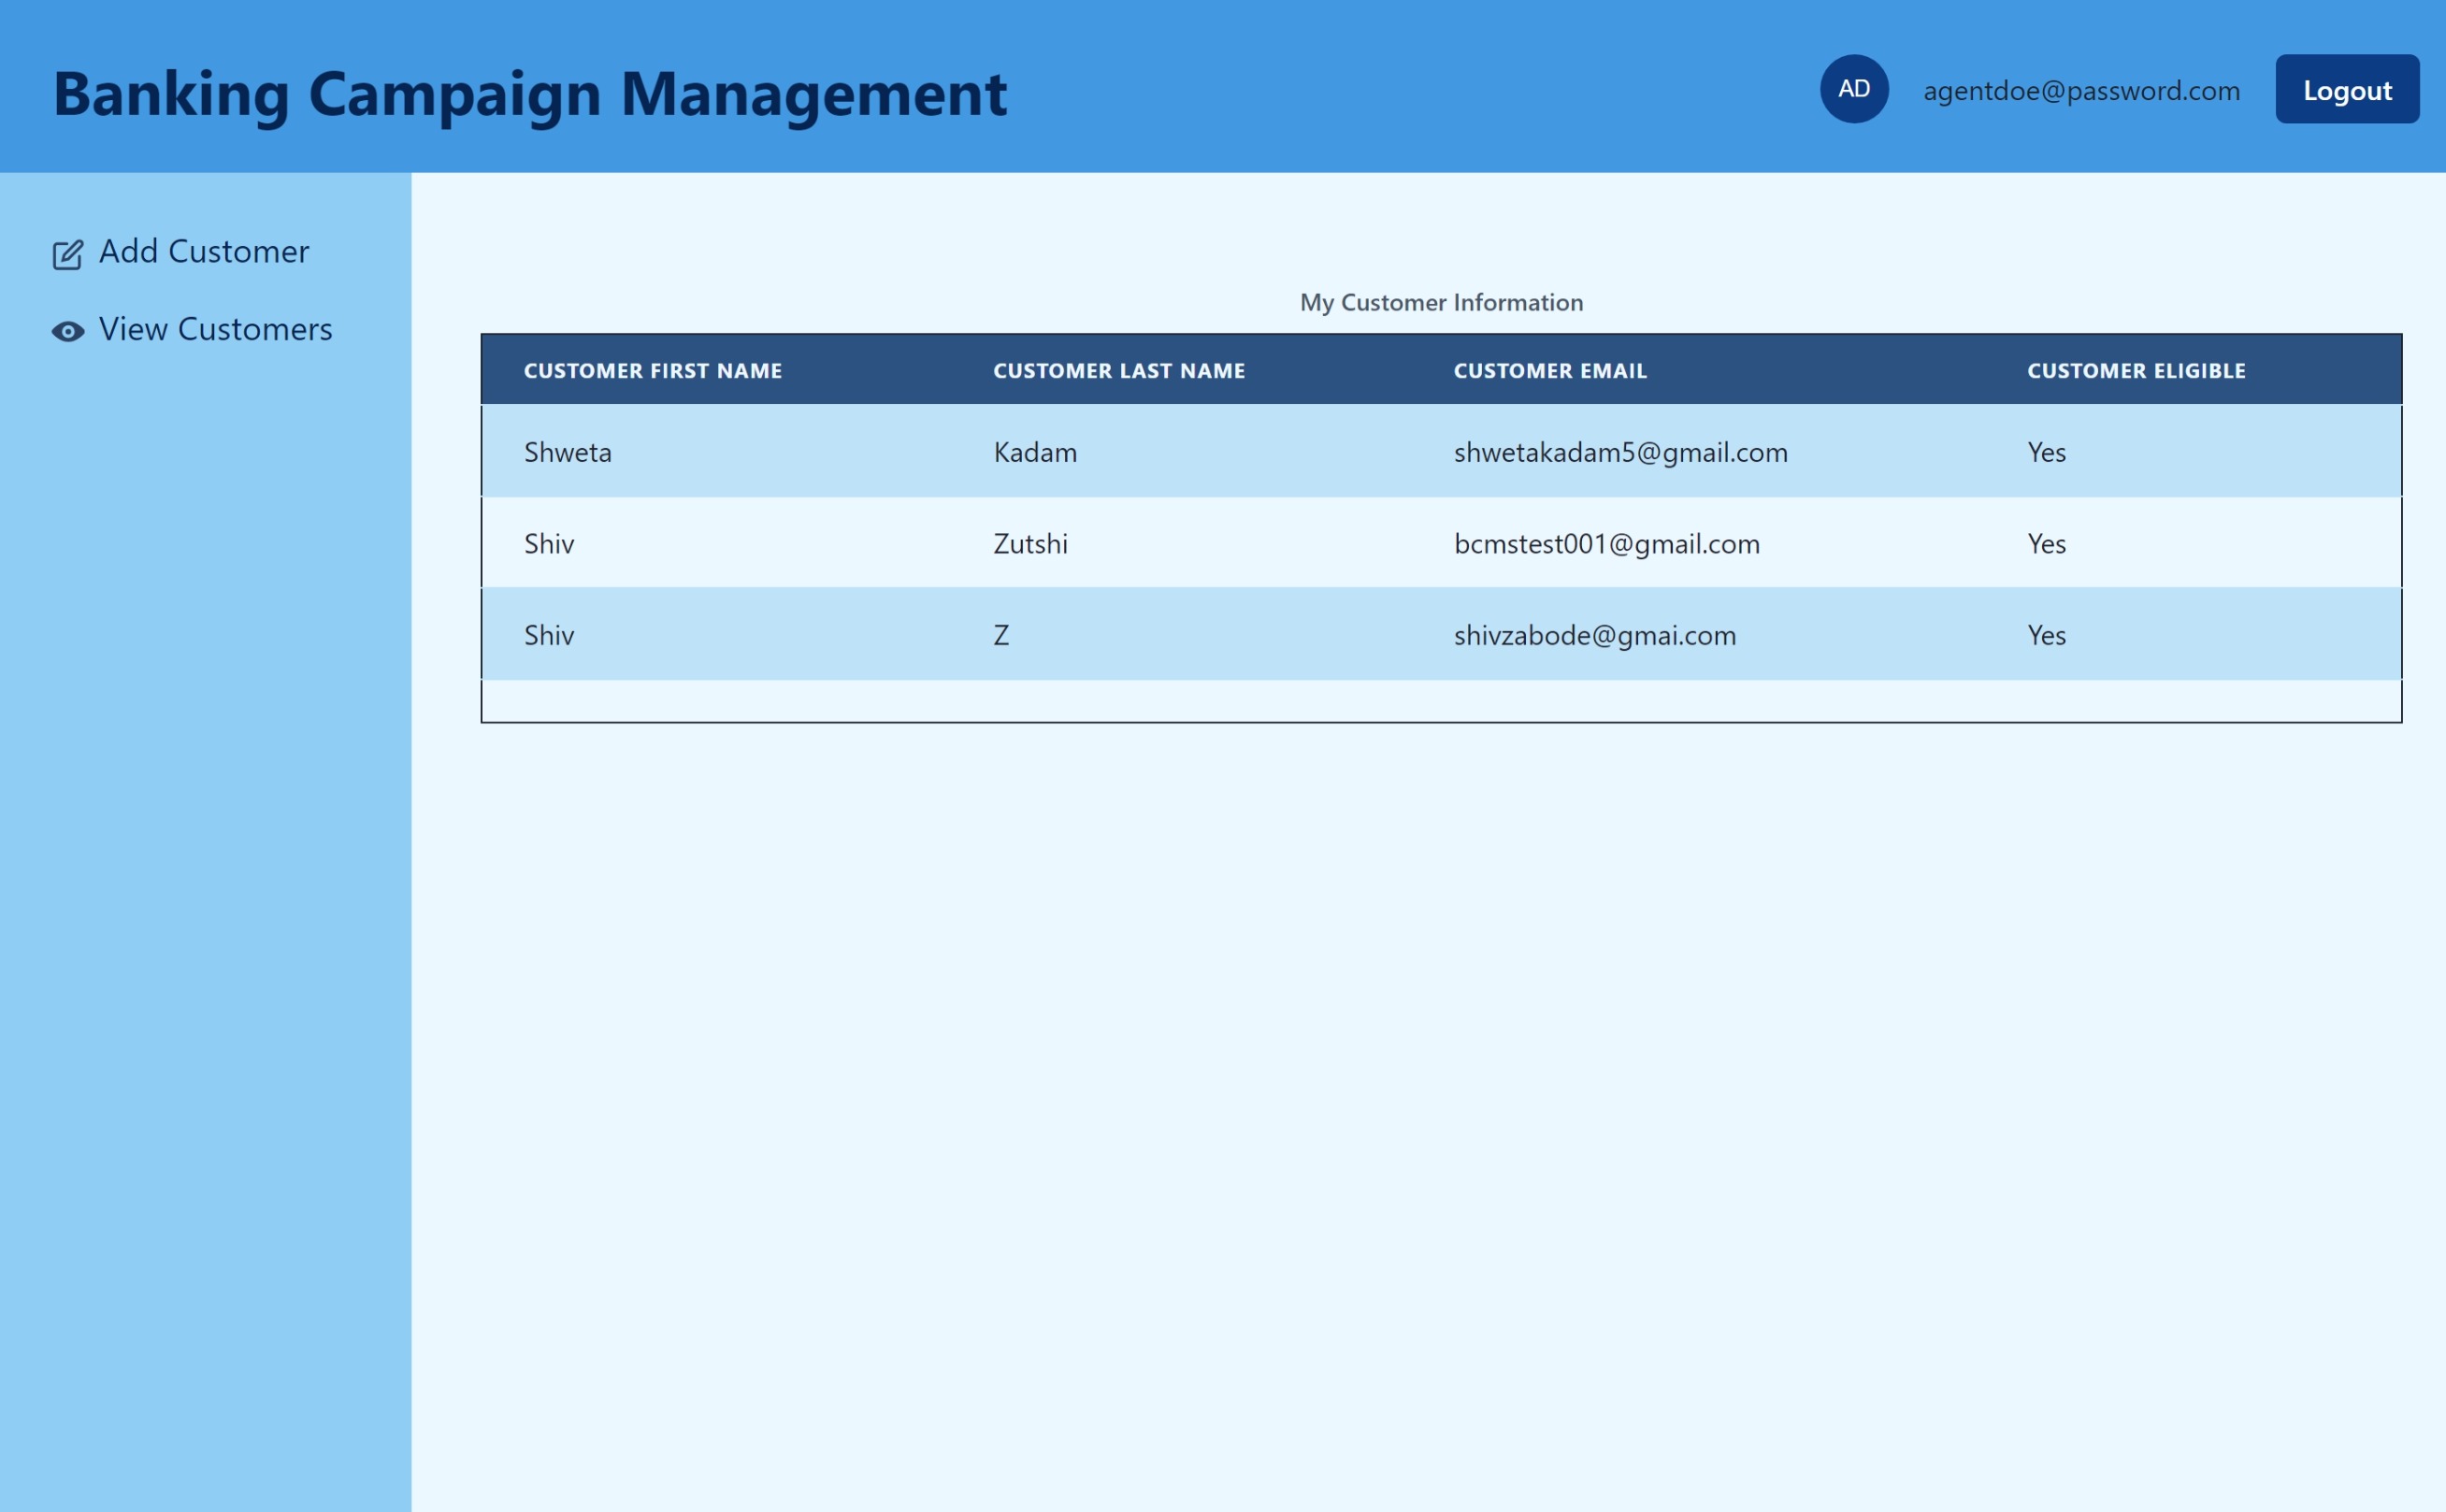 Banking Campaign Management
AD agentdoe@password.com Logout
Add Customer
View Customers
My Customer Information
CUSTOMER FIRST NAME CUSTOMER LAST NAME CUSTOMER EMAIL CUSTOMER ELIGIBLE
Shweta Kadam shwetakadam5@gmail.com Yes
Shiv Zutshi bcmstest001@gmail.com Yes
Shiv Z shivzabode@gmai.com Yes